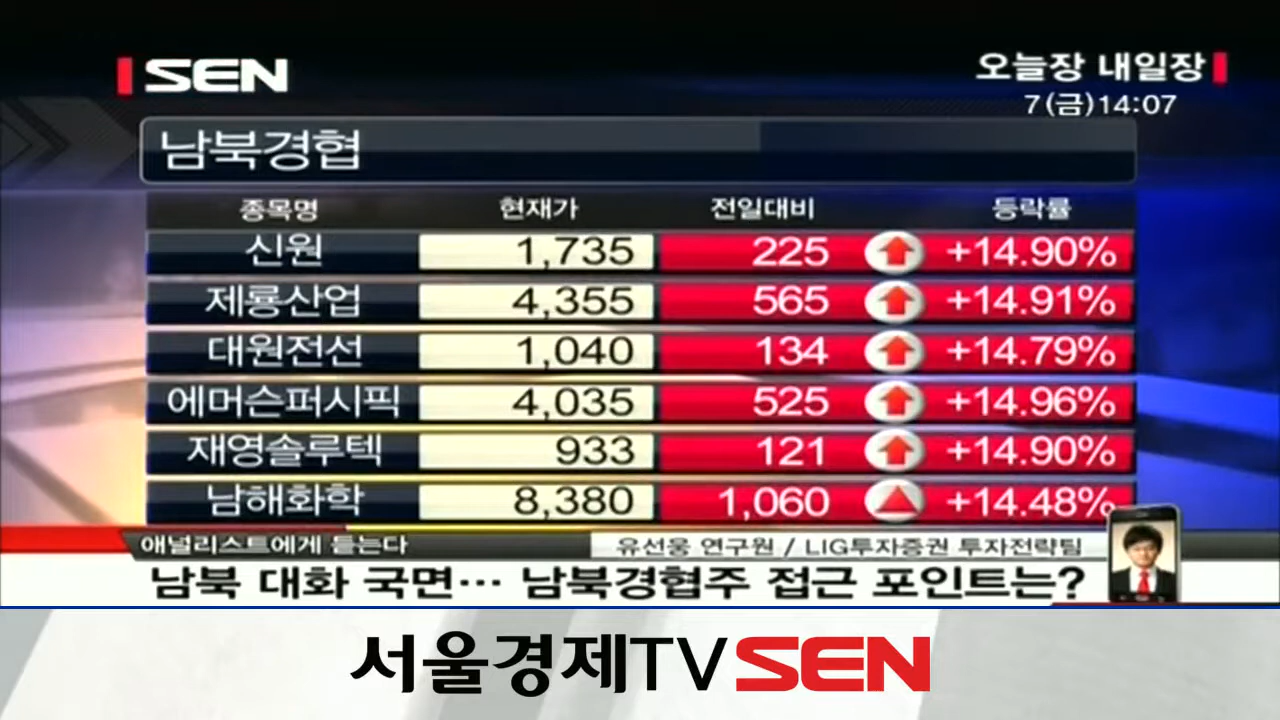 SEN
오늘장 내일장
7(금)14:07
남북경협
종목명 현재가 전일대비 등락률
신원 1,735 225 +14.90%
제룡산업 4,355 565 +14.91%
대원전선 1,040 134 +14.79%
에머슨퍼시픽 4,035 525 +14.96%
재영솔루텍 933 121 +14.90%
남해화학 8,380 1,060 +14.48%
애널리스트에게 듣는다
유선웅 연구원 / LIG투자증권 투자전략팀
남북 대화 국면… 남북경협주 접근 포인트는?
서울경제TV SEN